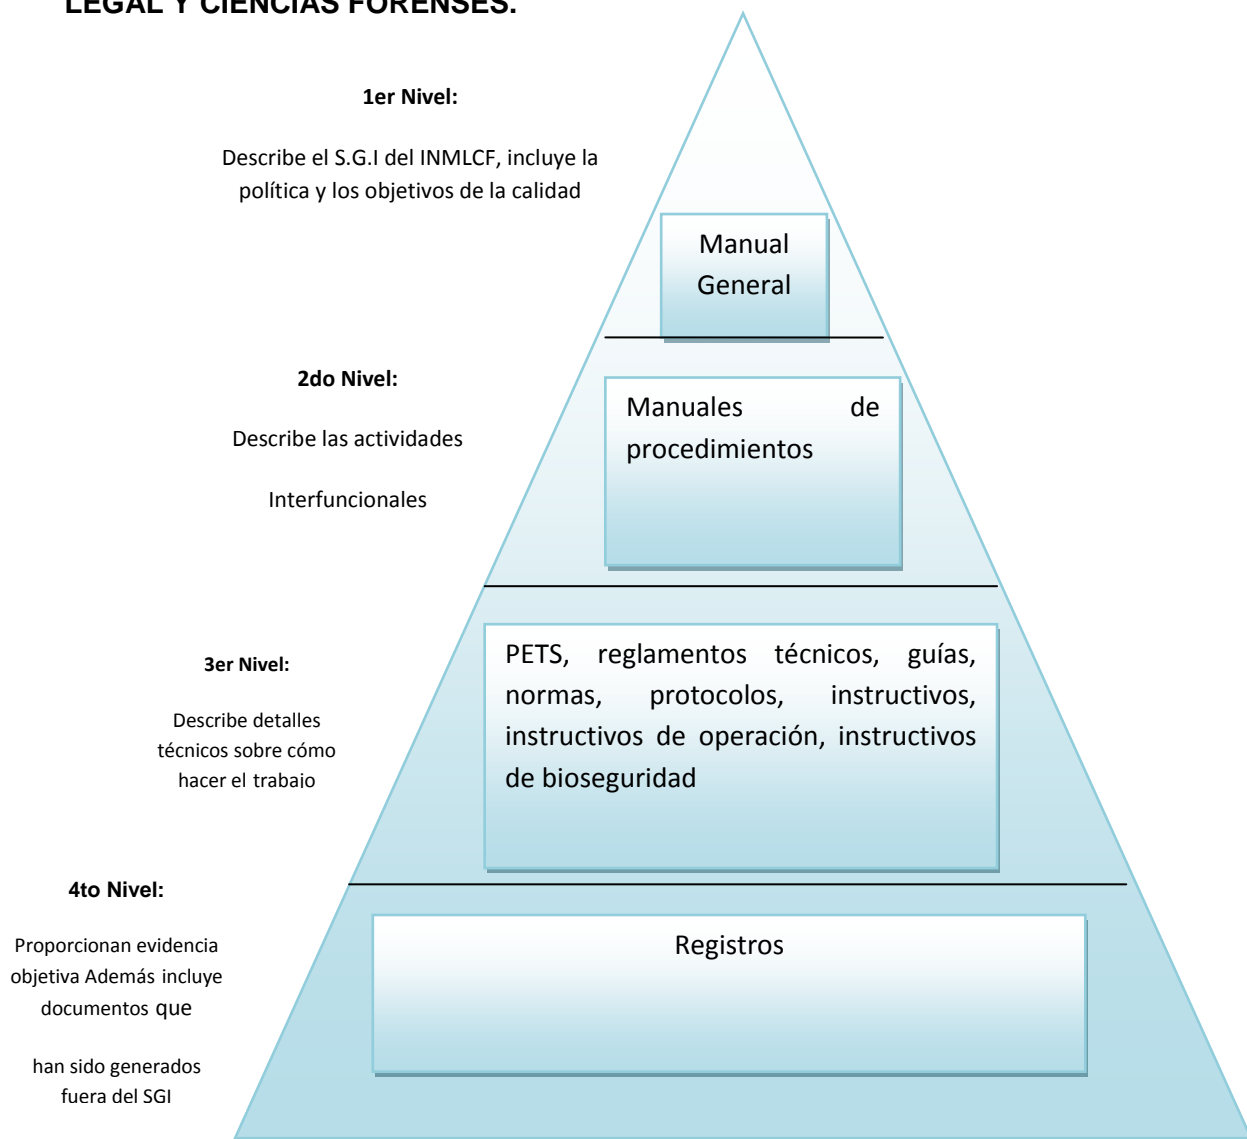 LEGAL Y CIENCIAS FORENSES.
1er Nivel:
Describe el S.G.I del INMLCF, incluye la
política y los objetivos de la calidad
Manual
General
2do Nivel:
Describe las actividades
Interfuncionales
Manuales de
procedimientos
3er Nivel:
Describe detalles
técnicos sobre cómo
hacer el trabajo
PETS, reglamentos técnicos, guías,
normas, protocolos, instructivos,
instructivos de operación, instructivos
de bioseguridad
4to Nivel:
Proporcionan evidencia
objetiva Además incluye
documentos que
han sido generados
fuera del SGI
Registros